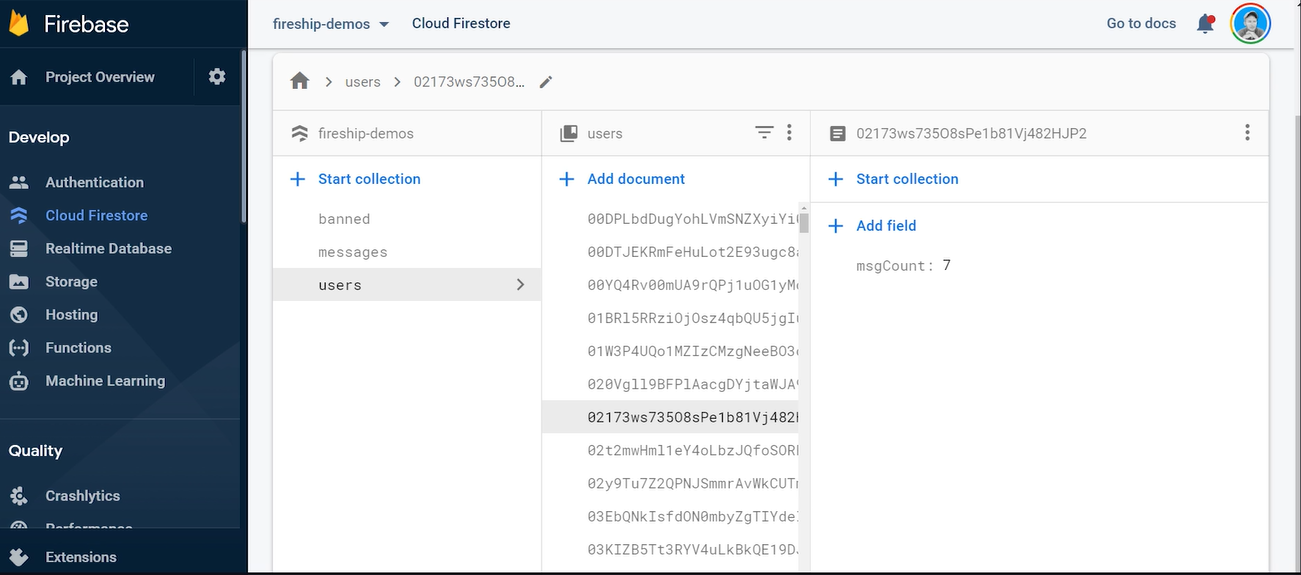 Firebase
fireship-demos
Cloud Firestore
Go to docs
Project Overview
Develop
Authentication
Cloud Firestore
Realtime Database
Storage
Hosting
Functions
Machine Learning
Quality
Crashlytics
Performance
Extensions
users
02173ws735O8...
fireship-demos
Start collection
banned
messages
users
users
Add document
00DPLbdDugYohLVmSNZXyiYi
00DTJEKRmFeHuLot2E93ugc8
00YQ4Rv00mUA9rQPj1uOG1yM
01BRl5RRziOjOsz4qbQU5jgI
01W3P4UQo1MZIzCMzgNeeBO3
020Vgll9BFPlAacgDYjtaWJA
02173ws735O8sPe1b81Vj482
02t2mwHml1eY4oLbzJQfoSOR
02y9Tu7Z2QPNJSmmrAvWkCUT
03EbQNkIsfdON0mbyZgTIYde
03KIZB5Tt3RYV4uLkBkQE19D
02173ws735O8sPe1b81Vj482HJP2
Start collection
Add field
msgCount: 7